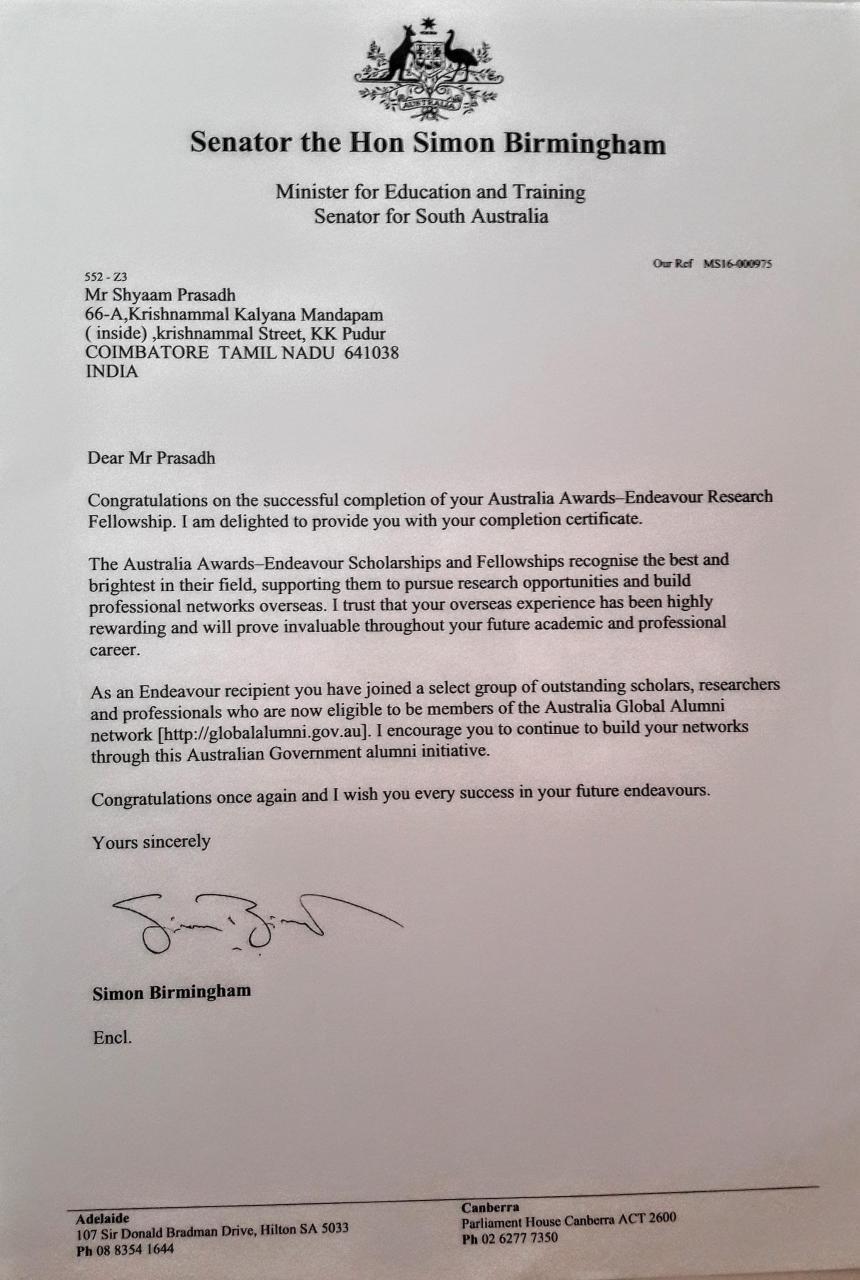 AUSTRALIA
Senator the Hon Simon Birmingham
Minister for Education and Training
Senator for South Australia
Our Ref MS16-000975
552 - Z3
Mr Shyaam Prasadh
66-A,Krishnammal Kalyana Mandapam
( inside) ,krishnammal Street, KK Pudur
COIMBATORE TAMIL NADU 641038
INDIA
Dear Mr Prasadh
Congratulations on the successful completion of your Australia Awards–Endeavour Research
Fellowship. I am delighted to provide you with your completion certificate.
The Australia Awards–Endeavour Scholarships and Fellowships recognise the best and
brightest in their field, supporting them to pursue research opportunities and build
professional networks overseas. I trust that your overseas experience has been highly
rewarding and will prove invaluable throughout your future academic and professional
career.
As an Endeavour recipient you have joined a select group of outstanding scholars, researchers
and professionals who are now eligible to be members of the Australia Global Alumni
network [http://globalalumni.gov.au]. I encourage you to continue to build your networks
through this Australian Government alumni initiative.
Congratulations once again and I wish you every success in your future endeavours.
Yours sincerely
Simon Birmingham
Encl.
Adelaide
107 Sir Donald Bradman Drive, Hilton SA 5033
Ph 08 8354 1644
Canberra
Parliament House Canberra ACT 2600
Ph 02 6277 7350